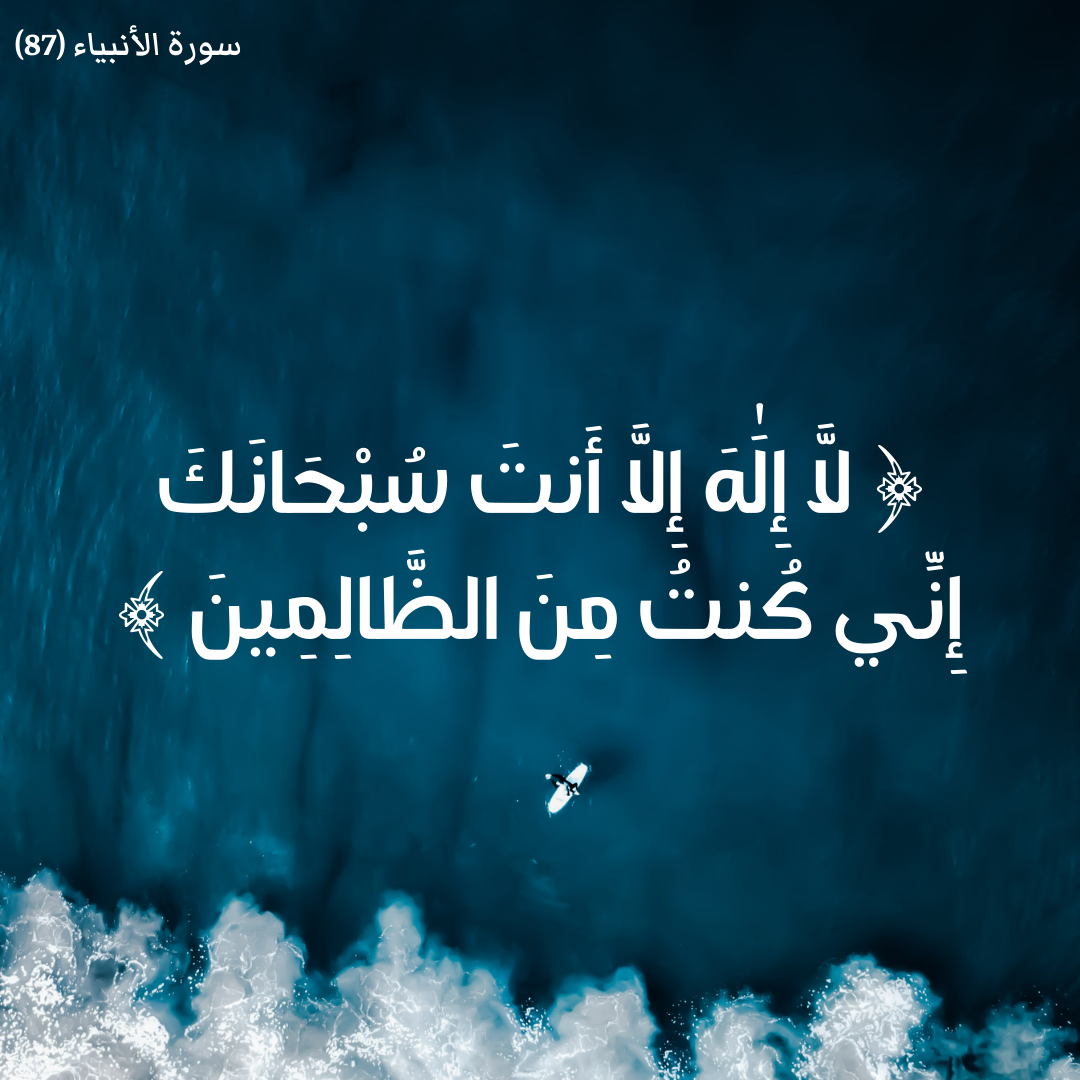 سورة الأنبياء (87)
﴿ لَّا إِلَٰهَ إِلَّا أَنتَ سُبْحَانَكَ
إِنِّي كُنتُ مِنَ الظَّالِمِينَ ﴾